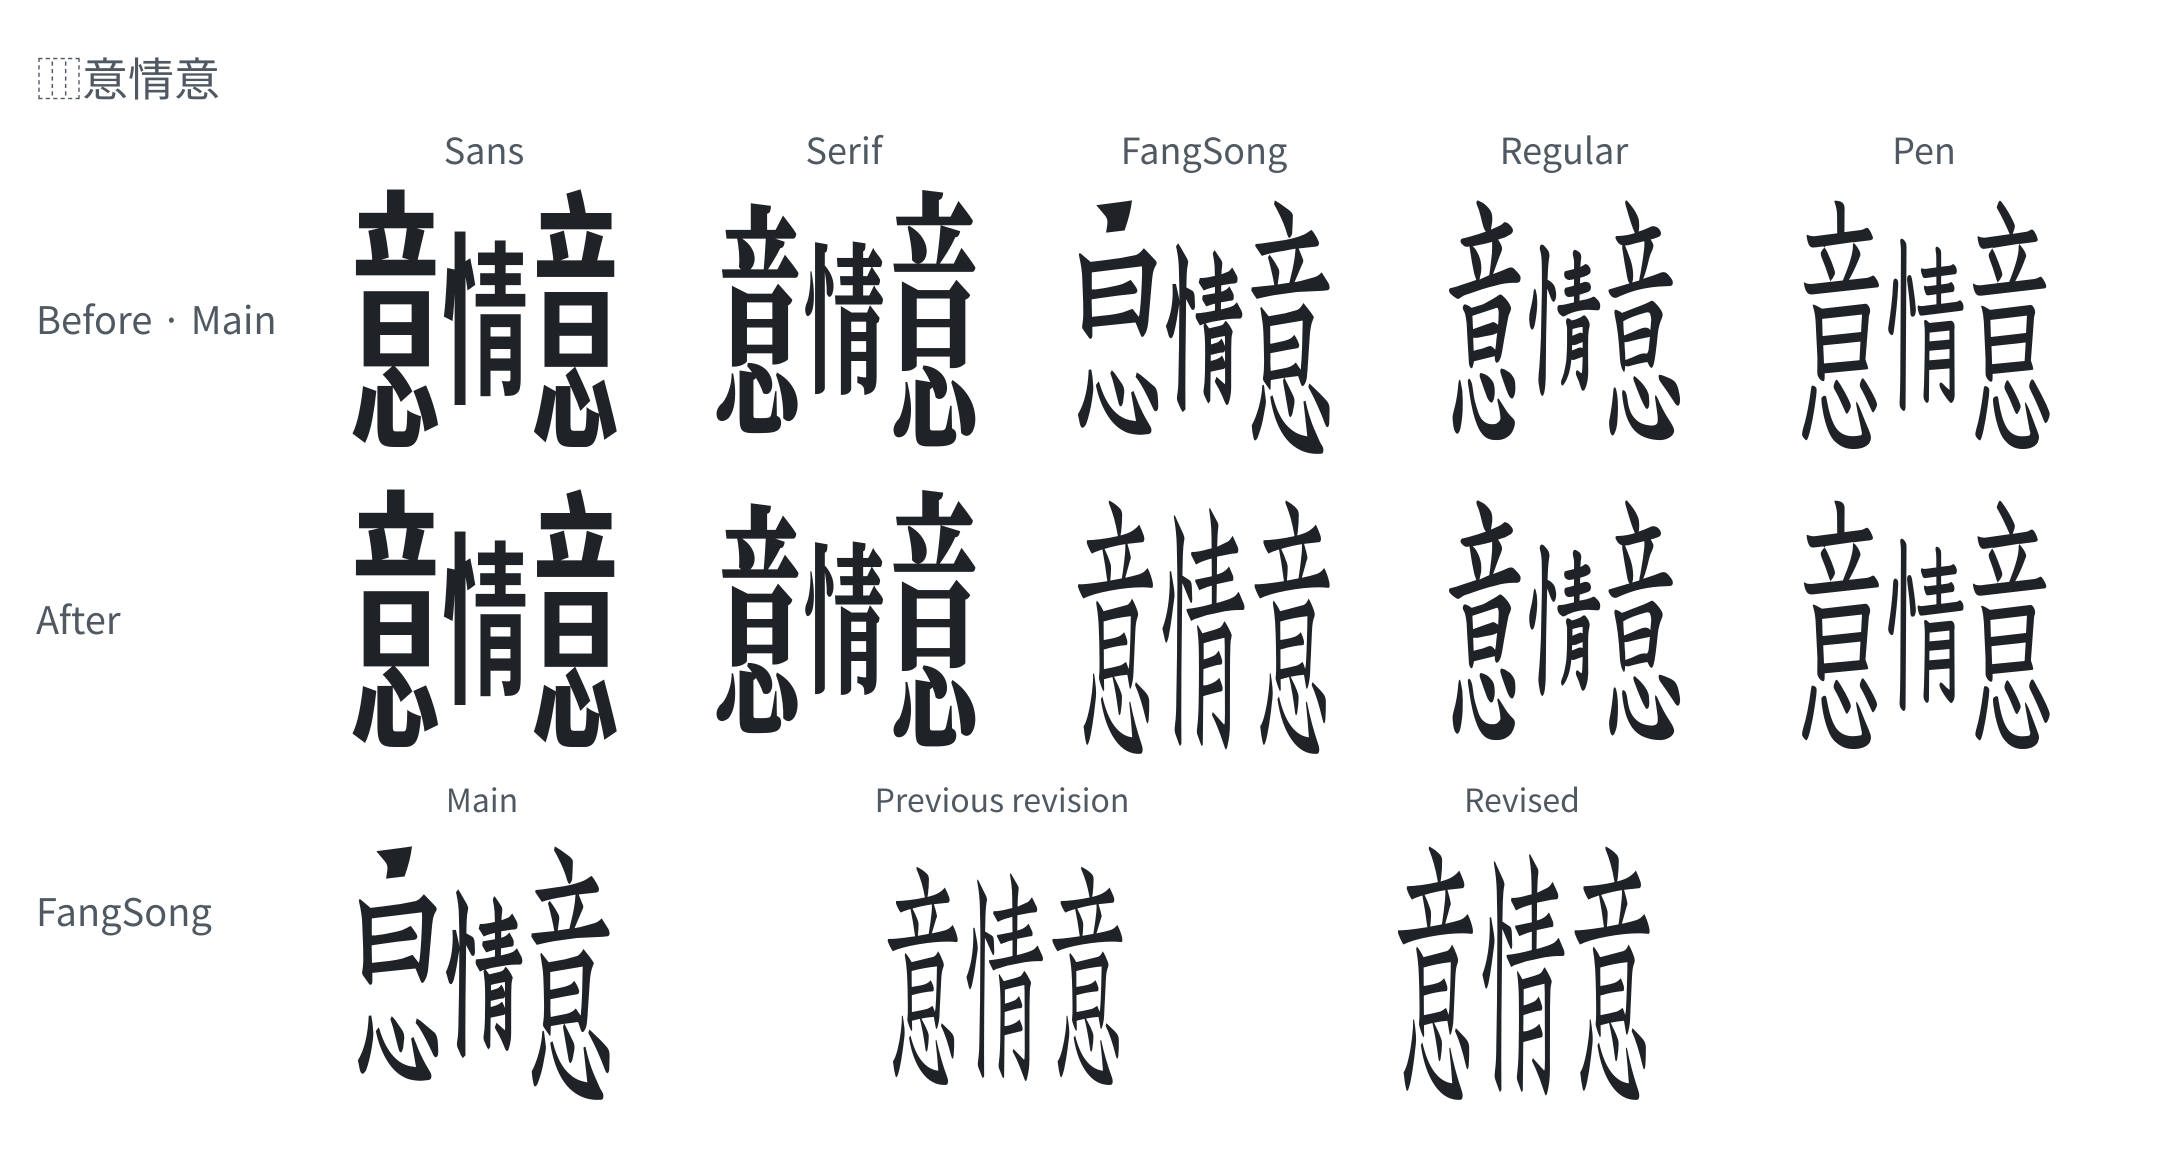 ⿲意情意
Sans Serif FangSong Regular Pen
Before · Main 意情意 意情意 意情意 意情意 意情意
After 意情意 意情意 意情意 意情意 意情意
Main Previous revision Revised
FangSong 意情意 意情意 意情意